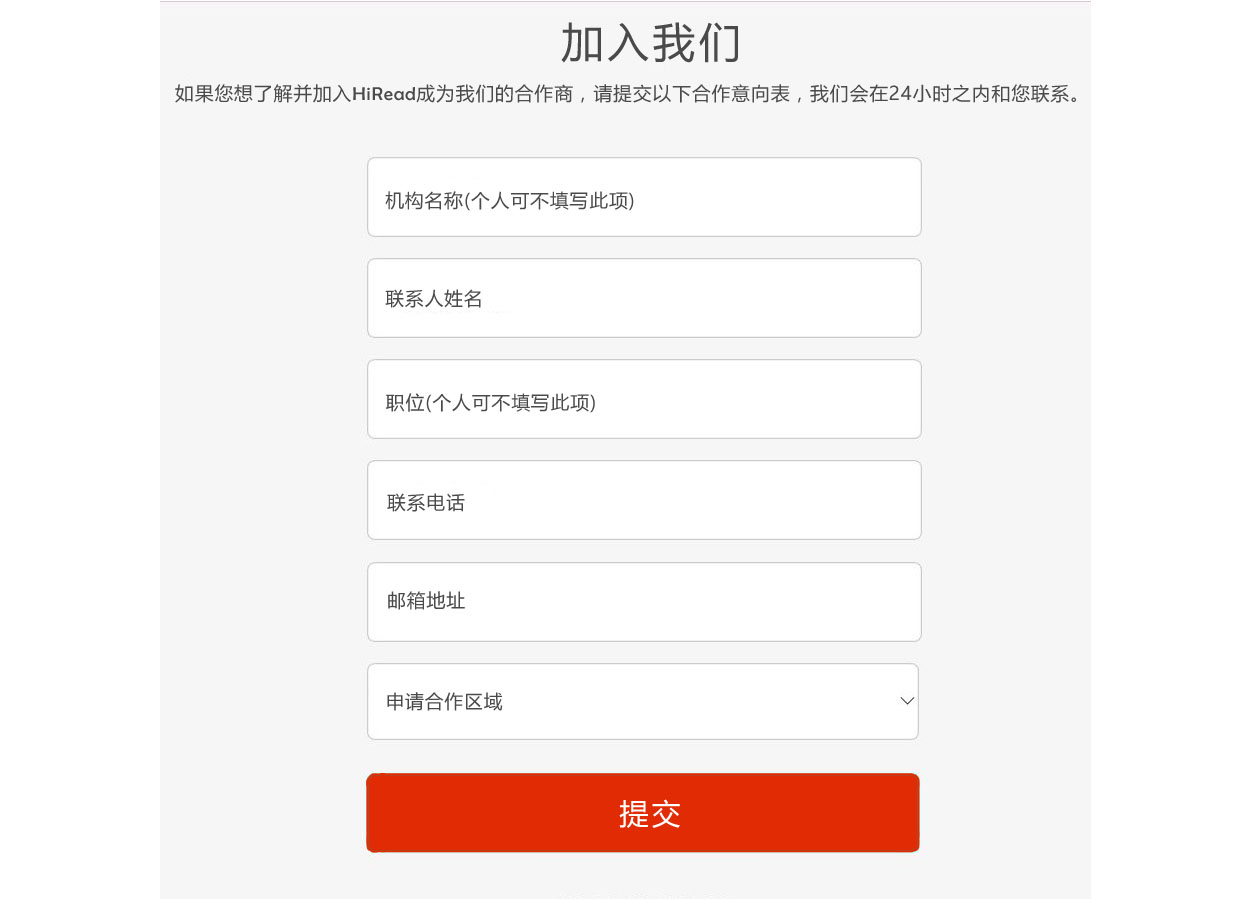 加入我们
如果您想了解并加入HiRead成为我们的合作商，请提交以下合作意向表，我们会在24小时之内和您联系。
机构名称(个人可不填写此项)
联系人姓名
职位(个人可不填写此项)
联系电话
邮箱地址
申请合作区域
提交